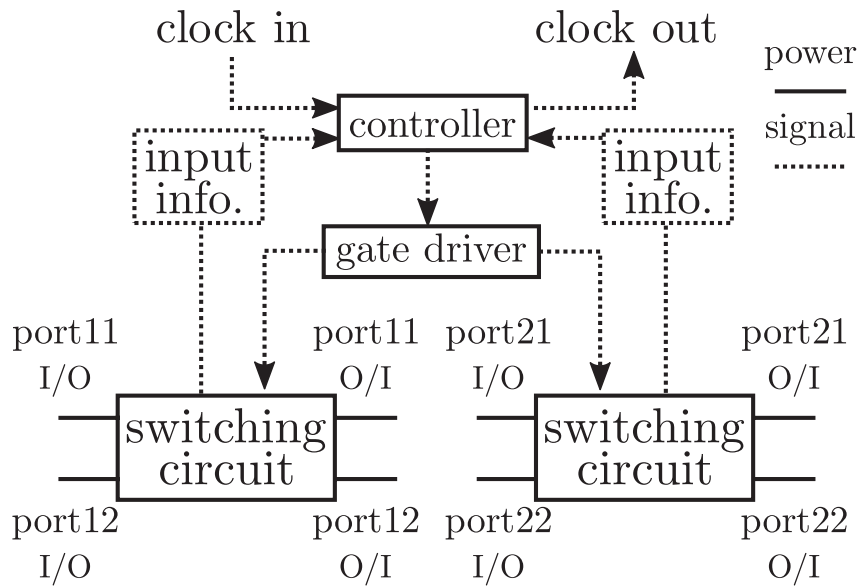 clock in
clock out
power
signal
controller
input
info.
input
info.
gate driver
port11
I/O
port11
O/I
port21
I/O
port21
O/I
switching
circuit
switching
circuit
port12
I/O
port12
O/I
port22
I/O
port22
O/I